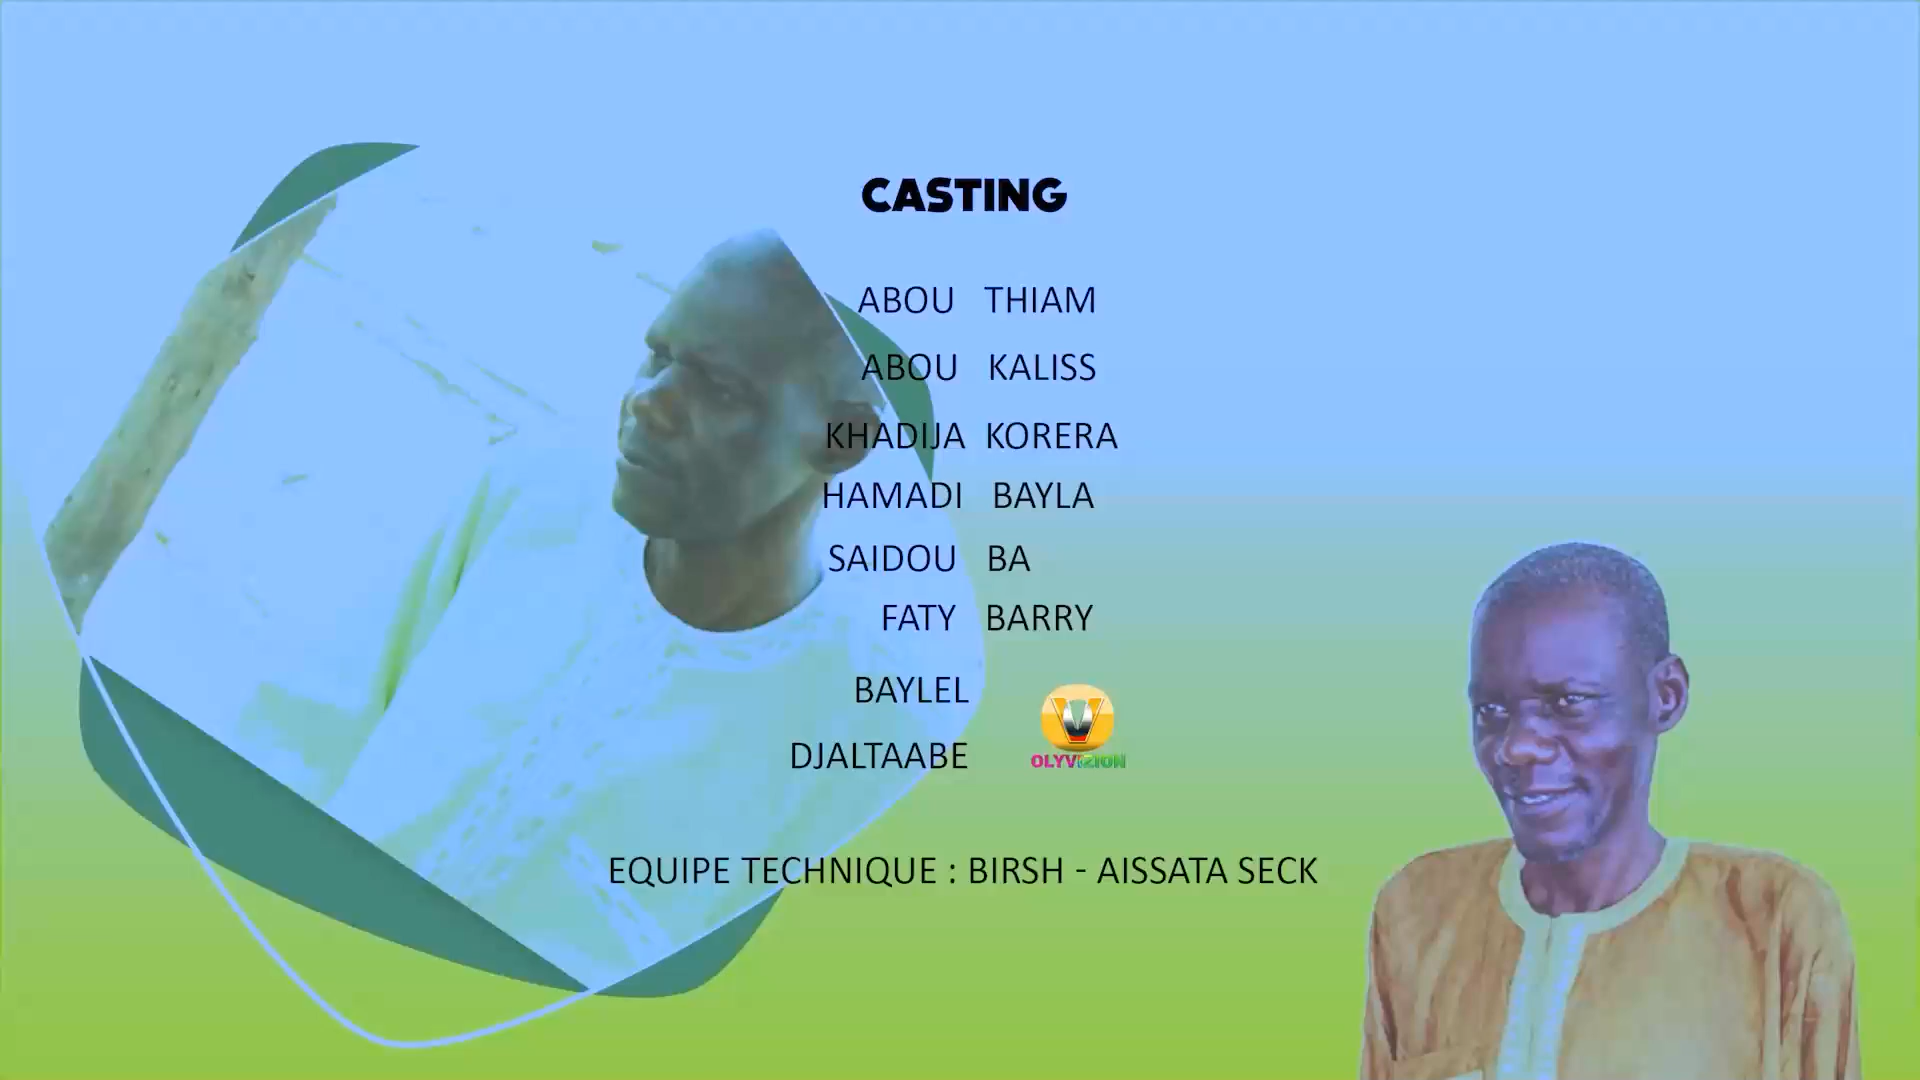 CASTING
ABOU THIAM
ABOU KALISS
KHADIJA KORERA
HAMADI BAYLA
SAIDOU BA
FATY BARRY
BAYLEL
DJALTAABE
V
OLYVIZION
EQUIPE TECHNIQUE : BIRSH - AISSATA SECK